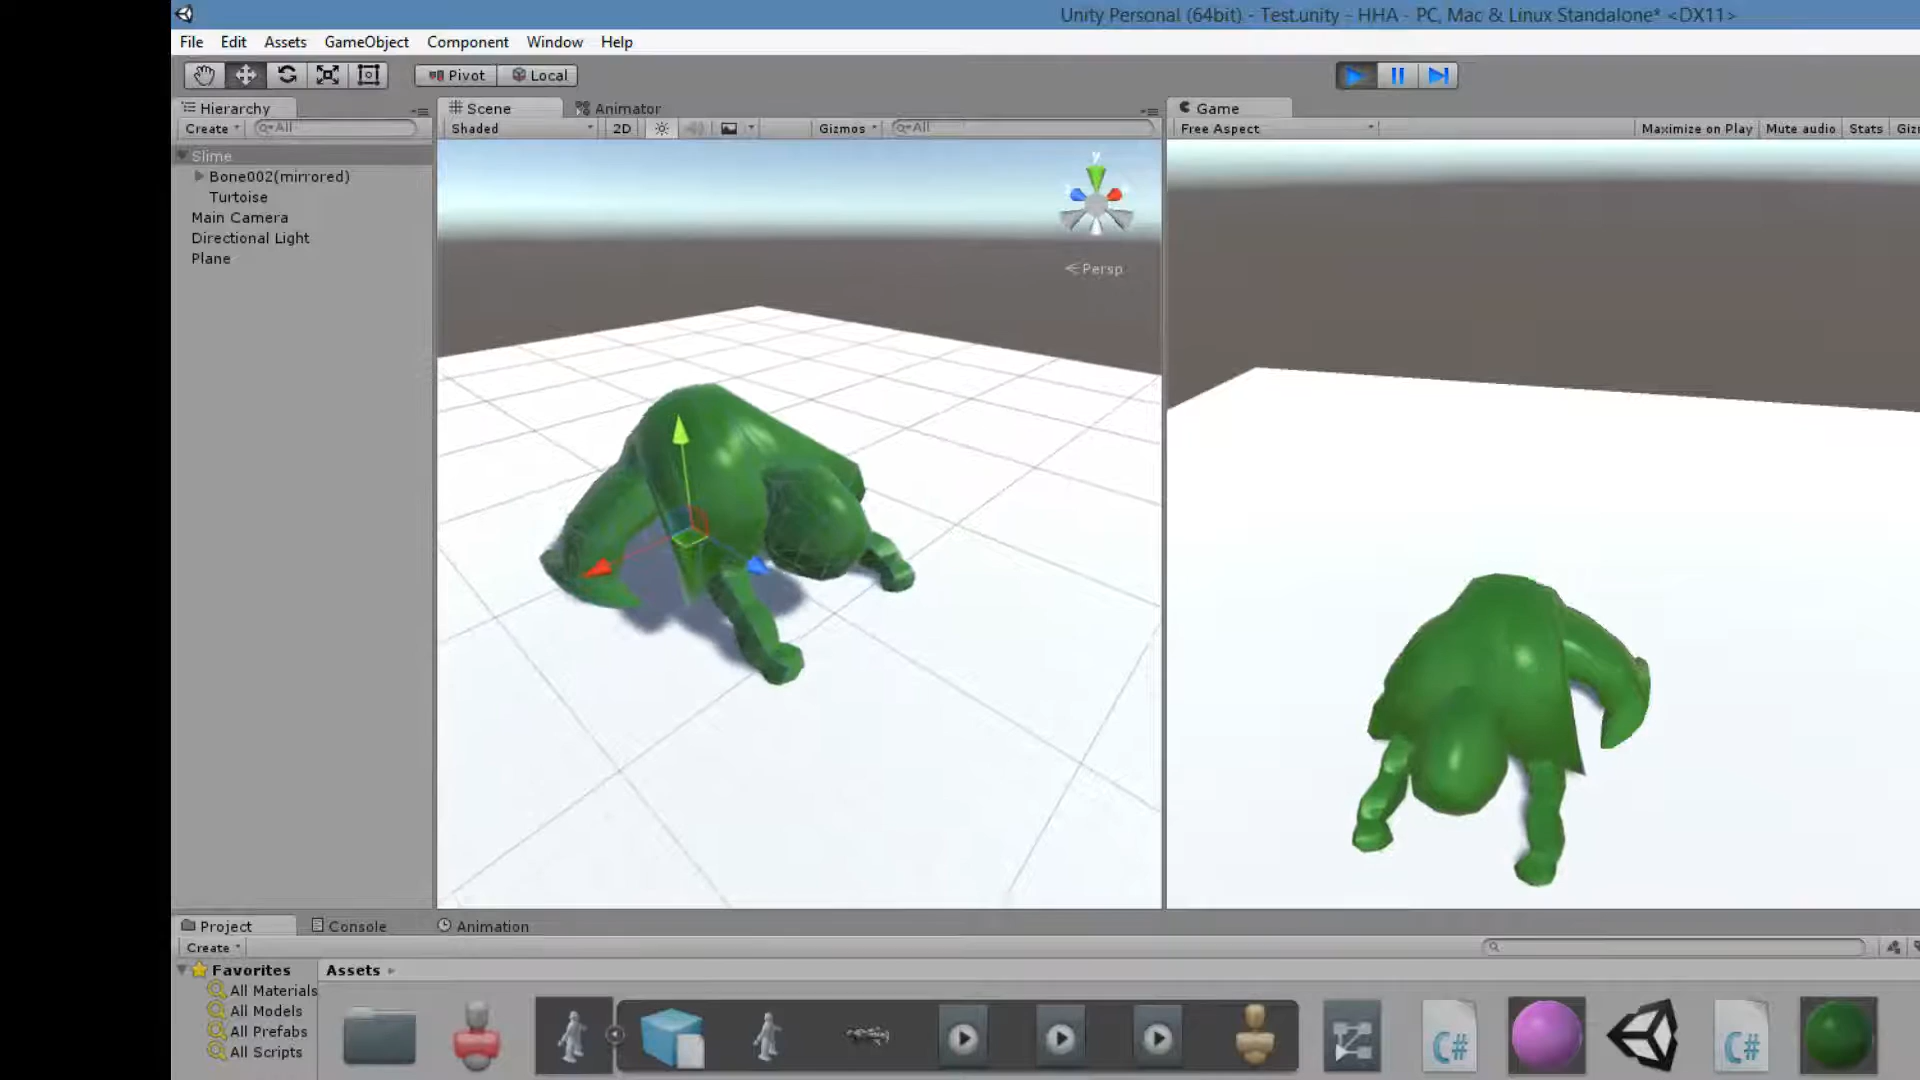 Unity Personal (64bit) - Test.unity - HHA - PC, Mac & Linux Standalone* <DX11>
File Edit Assets GameObject Component Window Help
Pivot Local
Hierarchy
Scene
Animator
Game
Create
All
Shaded
2D
Gizmos
All
Free Aspect
Maximize on Play
Mute audio
Stats
Giz
Slime
Bone002(mirrored)
Turtoise
Main Camera
Directional Light
Plane
y
Persp
Project
Console
Animation
Create
Favorites
All Materials
All Models
All Prefabs
All Scripts
Assets
C#
C#